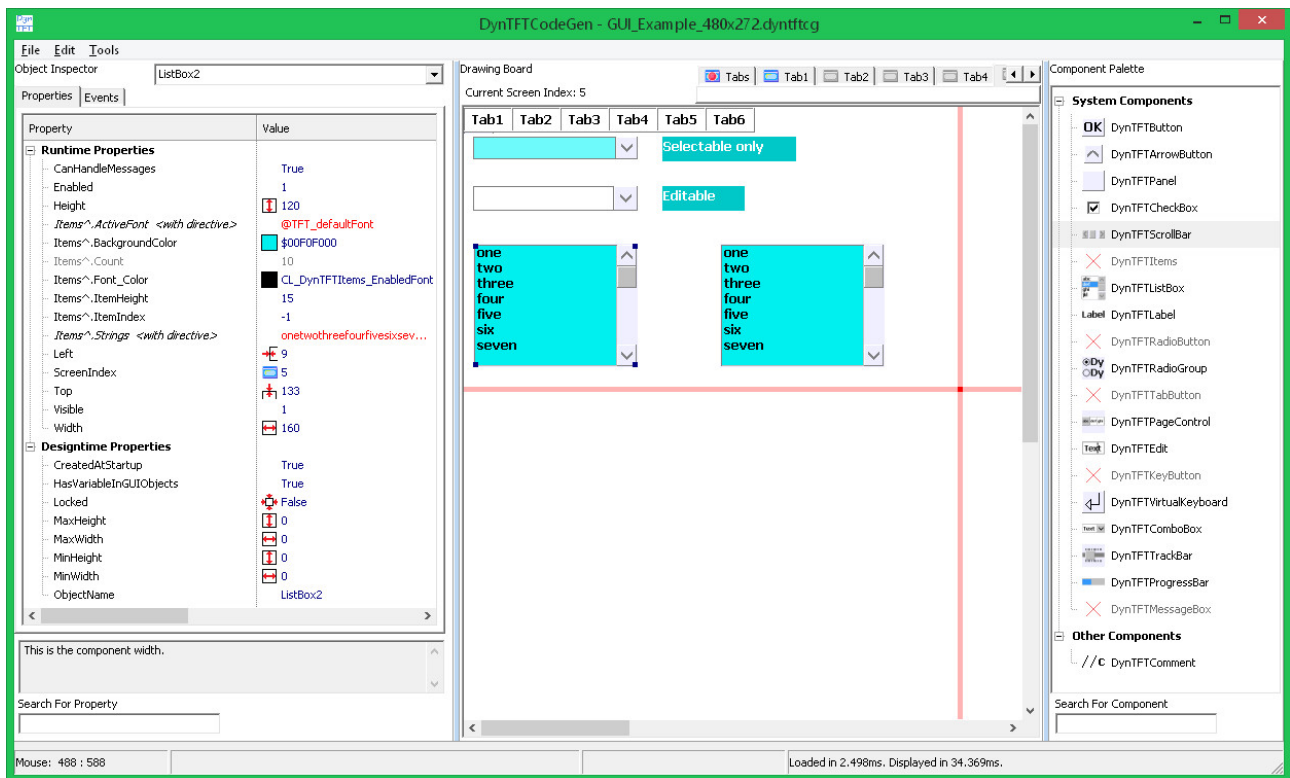 DynTFTCodeGen - GUI_Example_480x272.dyntftcg
File Edit Tools
Object Inspector
ListBox2
Properties Events
Property Value
Runtime Properties
CanHandleMessages True
Enabled 1
Height 120
Items^.ActiveFont <with directive> @TFT_defaultFont
Items^.BackgroundColor $00F0F000
Items^.Count 10
Items^.Font_Color CL_DynTFTItems_EnabledFont
Items^.ItemHeight 15
Items^.ItemIndex -1
Items^.Strings <with directive> onetwothreefourfivesixsev...
Left 9
ScreenIndex 5
Top 133
Visible 1
Width 160
Designtime Properties
CreatedAtStartup True
HasVariableInGUIObjects True
Locked False
MaxHeight 0
MaxWidth 0
MinHeight 0
MinWidth 0
ObjectName ListBox2
This is the component width.
Search For Property
Drawing Board
Tabs Tab1 Tab2 Tab3 Tab4
Current Screen Index: 5
Tab1 Tab2 Tab3 Tab4 Tab5 Tab6
Selectable only
Editable
one
two
three
four
five
six
seven
one
two
three
four
five
six
seven
Component Palette
System Components
OK DynTFTButton
DynTFTArrowButton
DynTFTPanel
DynTFTCheckBox
DynTFTScrollBar
DynTFTItems
DynTFTListBox
Label DynTFTLabel
DynTFTRadioButton
Dy
Dy DynTFTRadioGroup
DynTFTTabButton
DynTFTPageControl
Text DynTFTEdit
DynTFTKeyButton
DynTFTVirtualKeyboard
Text DynTFTComboBox
DynTFTTrackBar
DynTFTProgressBar
DynTFTMessageBox
Other Components
//C DynTFTComment
Search For Component
Mouse: 488 : 588
Loaded in 2.498ms. Displayed in 34.369ms.